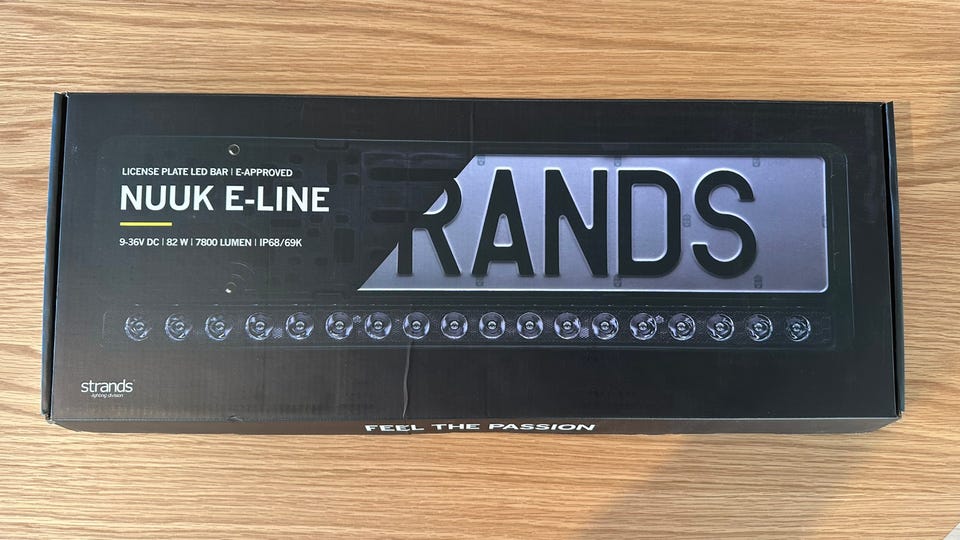 LICENSE PLATE LED BAR | E-APPROVED
NUUK E-LINE
9-36V DC | 82 W | 7800 LUMEN | IP68/69K
RANDS
strands
lighting division
FEEL THE PASSION